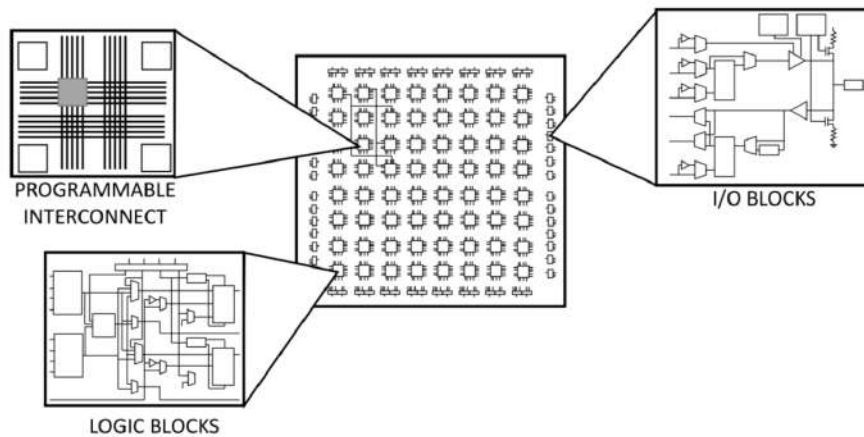 PROGRAMMABLE
INTERCONNECT
I/O BLOCKS
LOGIC BLOCKS